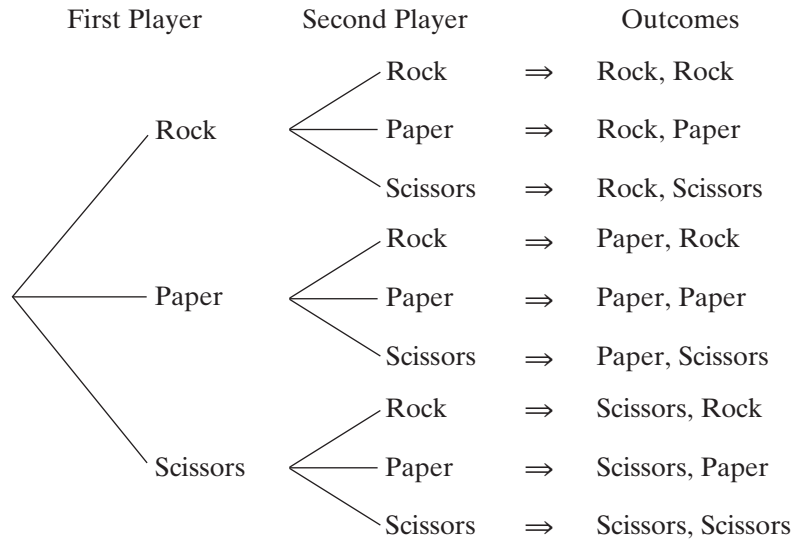 First Player Second Player Outcomes
Rock ⇒ Rock, Rock
Rock Paper ⇒ Rock, Paper
Scissors ⇒ Rock, Scissors
Rock ⇒ Paper, Rock
Paper Paper ⇒ Paper, Paper
Scissors ⇒ Paper, Scissors
Rock ⇒ Scissors, Rock
Scissors Paper ⇒ Scissors, Paper
Scissors ⇒ Scissors, Scissors